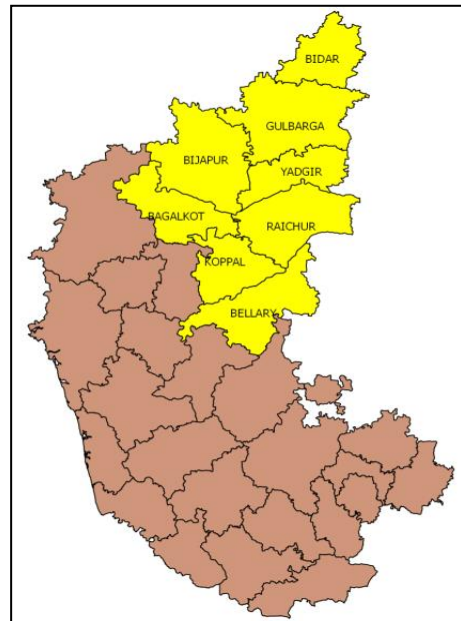 BIDAR
GULBARGA
BIJAPUR
YADGIR
BAGALKOT
RAICHUR
KOPPAL
BELLARY